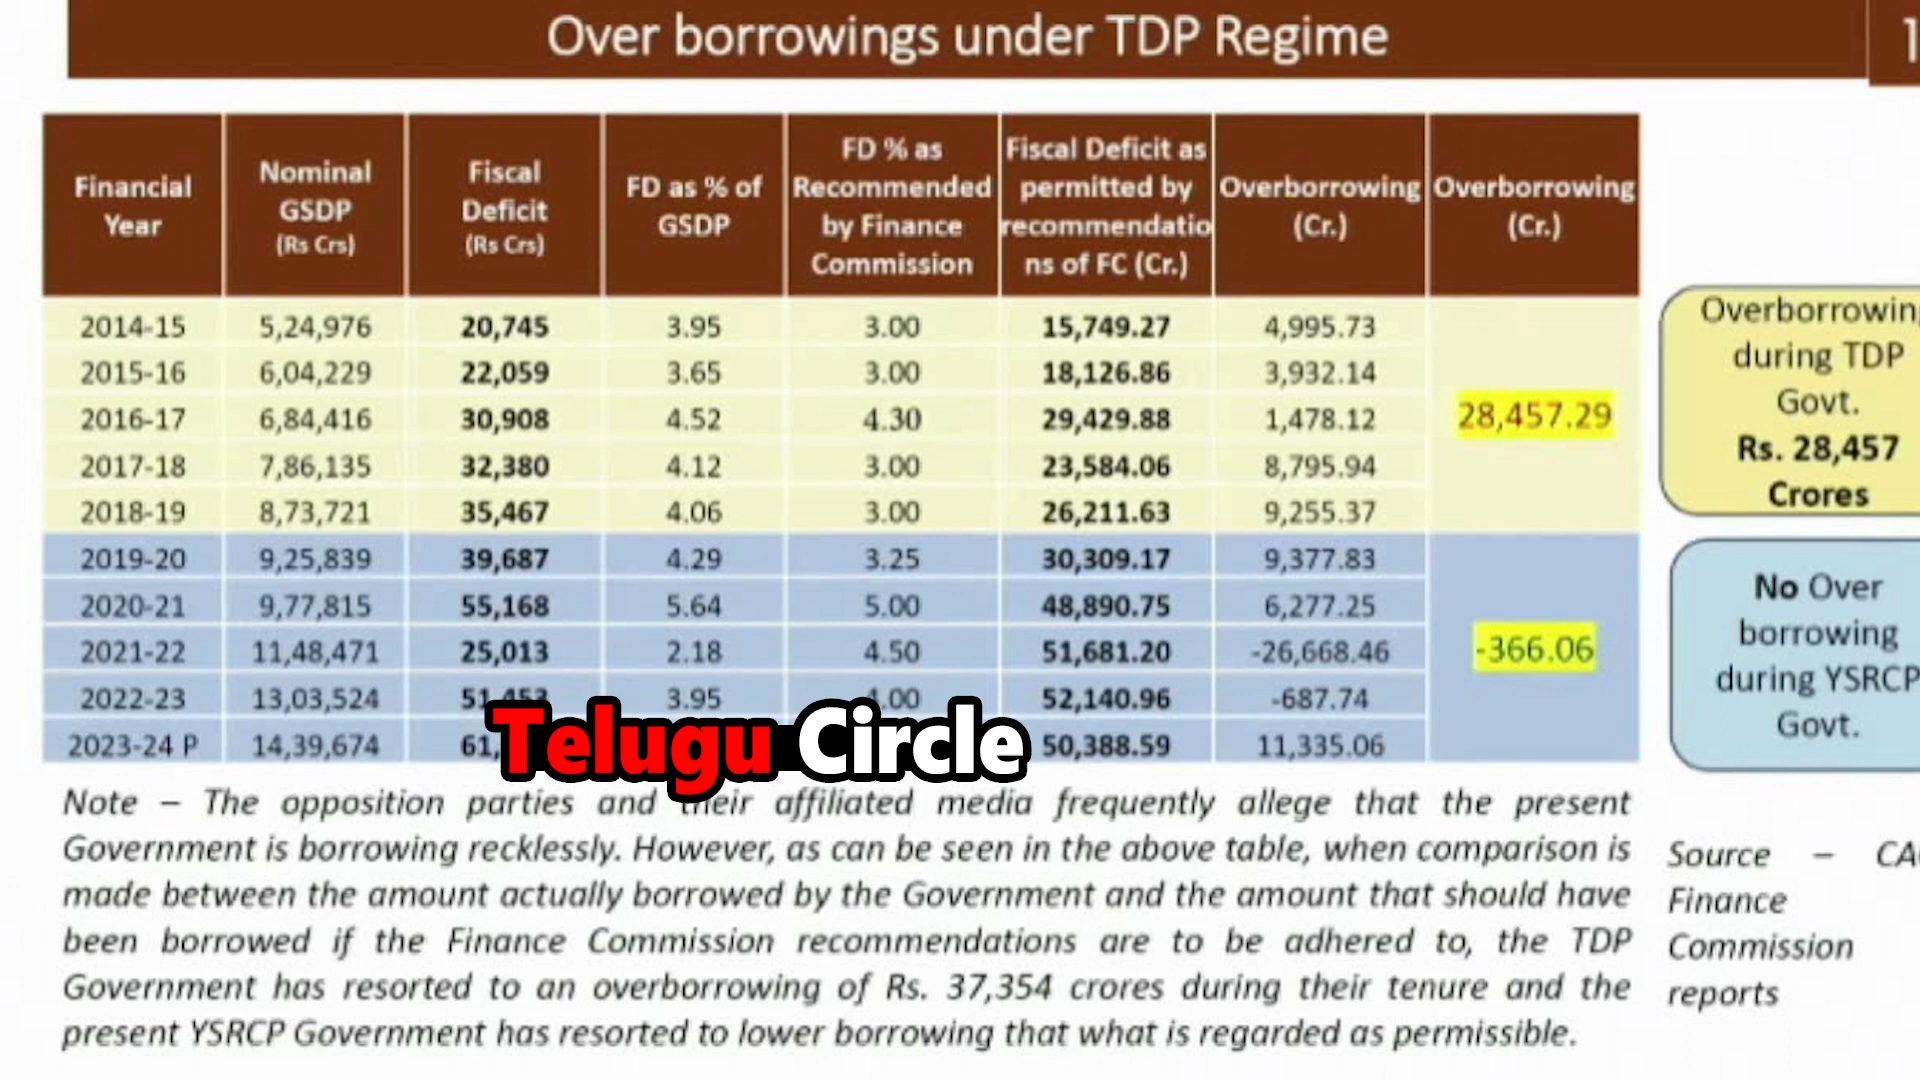 Over borrowings under TDP Regime
Financial Year | Nominal GSDP (Rs Crs) | Fiscal Deficit (Rs Crs) | FD as % of GSDP | FD % as Recommended by Finance Commission | Fiscal Deficit as permitted by recommendatio ns of FC (Cr.) | Overborrowing (Cr.) | Overborrowing (Cr.)
2014-15 5,24,976 20,745 3.95 3.00 15,749.27 4,995.73
2015-16 6,04,229 22,059 3.65 3.00 18,126.86 3,932.14
2016-17 6,84,416 30,908 4.52 4.30 29,429.88 1,478.12
28,457.29
2017-18 7,86,135 32,380 4.12 3.00 23,584.06 8,795.94
2018-19 8,73,721 35,467 4.06 3.00 26,211.63 9,255.37
2019-20 9,25,839 39,687 4.29 3.25 30,309.17 9,377.83
2020-21 9,77,815 55,168 5.64 5.00 48,890.75 6,277.25
2021-22 11,48,471 25,013 2.18 4.50 51,681.20 -26,668.46
-366.06
2022-23 13,03,524 3.95 52,140.96 -687.74
2023-24 P 14,39,674 50,388.59 11,335.06
Telugu Circle
Overborrowing
during TDP
Govt.
Rs. 28,457
Crores
No Over
borrowing
during YSRCP
Govt.
Note – The opposition parties and their affiliated media frequently allege that the present
Government is borrowing recklessly. However, as can be seen in the above table, when comparison is
made between the amount actually borrowed by the Government and the amount that should have
been borrowed if the Finance Commission recommendations are to be adhered to, the TDP
Government has resorted to an overborrowing of Rs. 37,354 crores during their tenure and the
present YSRCP Government has resorted to lower borrowing that what is regarded as permissible.
Source –
Finance
Commission
reports